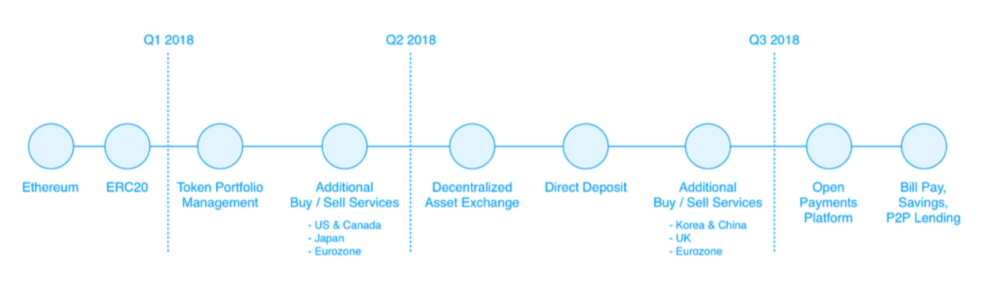 Q1 2018
Q2 2018
Q3 2018
Ethereum
ERC20
Token Portfolio
Management
Additional
Buy / Sell Services
- US & Canada
- Japan
- Eurozone
Decentralized
Asset Exchange
Direct Deposit
Additional
Buy / Sell Services
- Korea & China
- UK
- Eurozone
Open
Payments
Platform
Bill Pay,
Savings,
P2P Lending